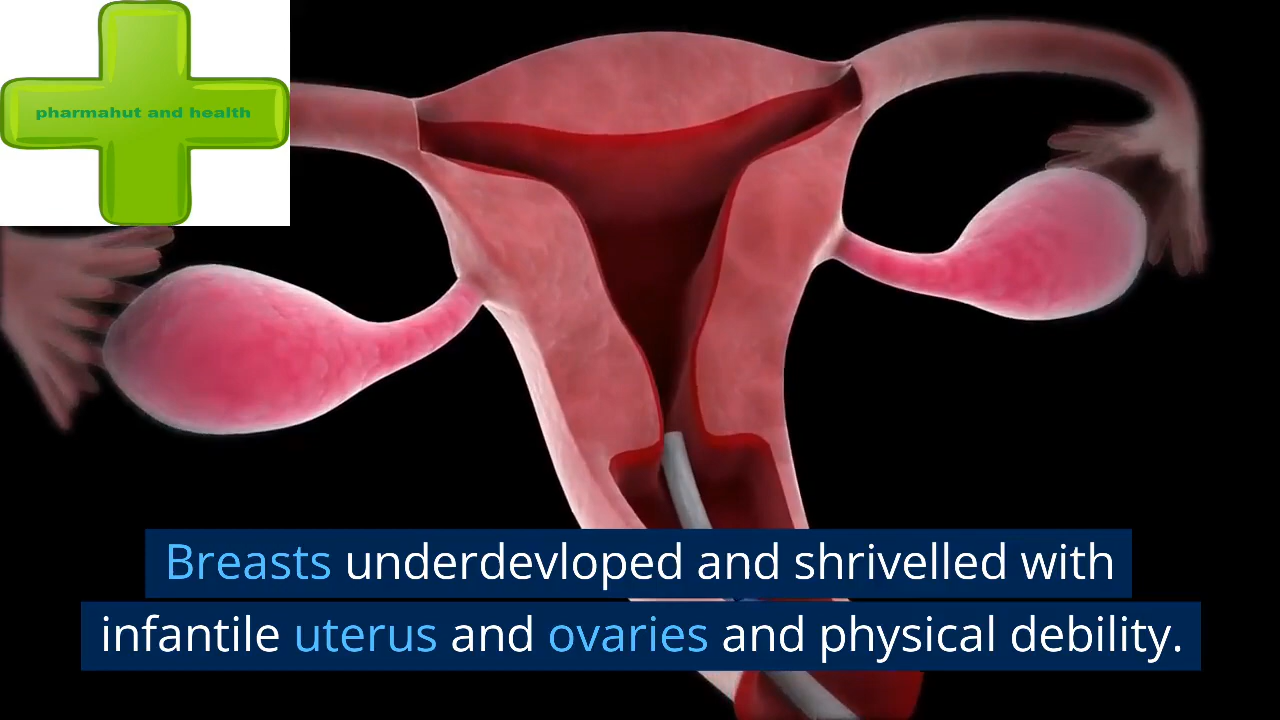 pharmahut and health
Breasts underdevloped and shrivelled with
infantile uterus and ovaries and physical debility.